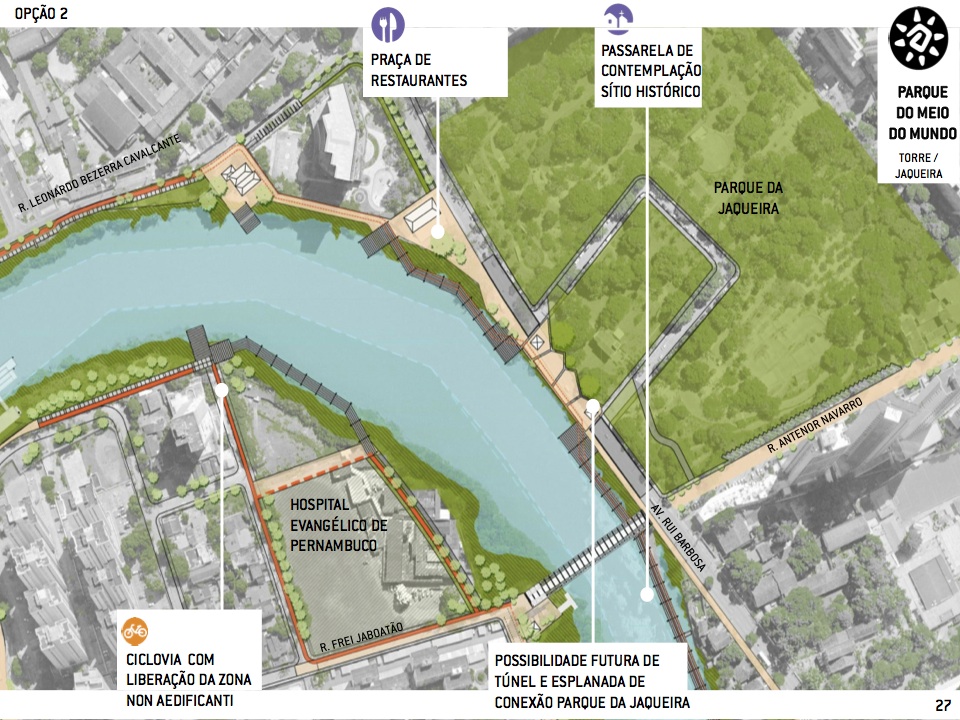 OPÇÃO 2
PRAÇA DE
RESTAURANTES
PASSARELA DE
CONTEMPLAÇÃO
SÍTIO HISTÓRICO
PARQUE
DO MEIO
DO MUNDO
TORRE /
JAQUEIRA
R. LEONARDO BEZERRA CAVALCANTE
PARQUE DA
JAQUEIRA
R. ANTENOR NAVARRO
HOSPITAL
EVANGÉLICO DE
PERNAMBUCO
AV. RUI BARBOSA
R. FREI JABOATÃO
CICLOVIA COM
LIBERAÇÃO DA ZONA
NON AEDIFICANTI
POSSIBILIDADE FUTURA DE
TÚNEL E ESPLANADA DE
CONEXÃO PARQUE DA JAQUEIRA
27